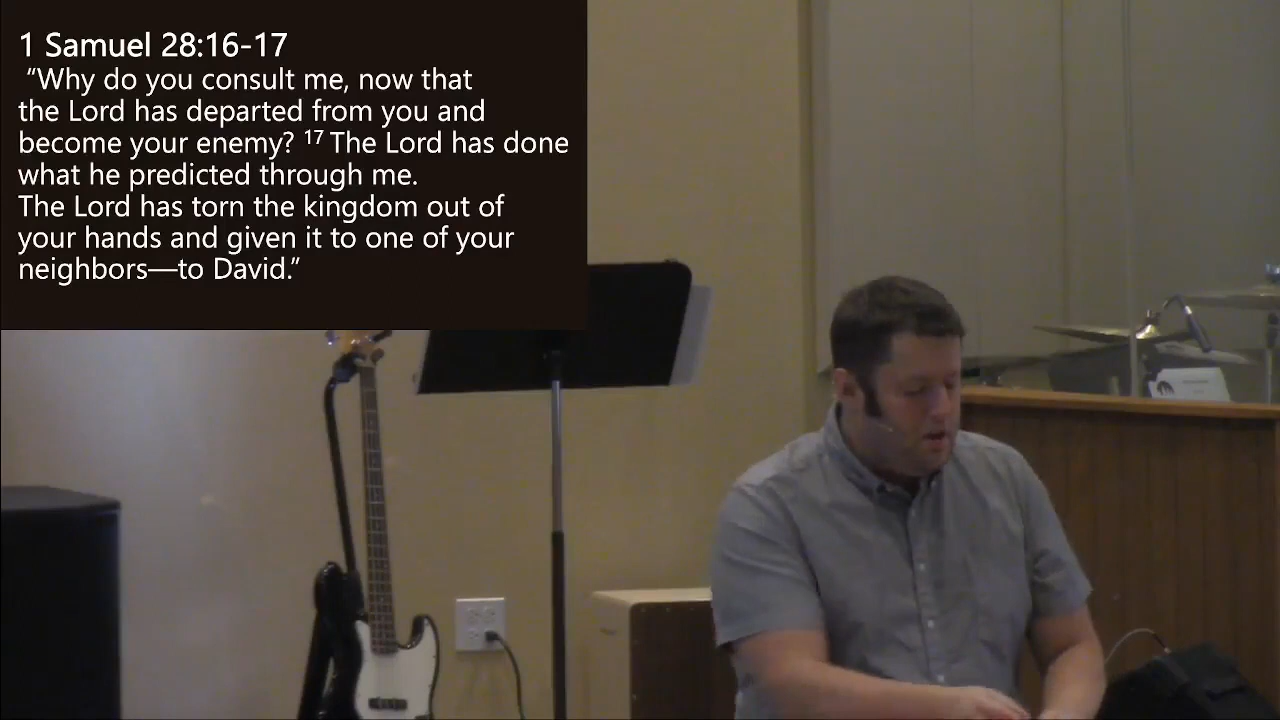 1 Samuel 28:16-17
“Why do you consult me, now that
the Lord has departed from you and
become your enemy? 17 The Lord has done
what he predicted through me.
The Lord has torn the kingdom out of
your hands and given it to one of your
neighbors—to David.”